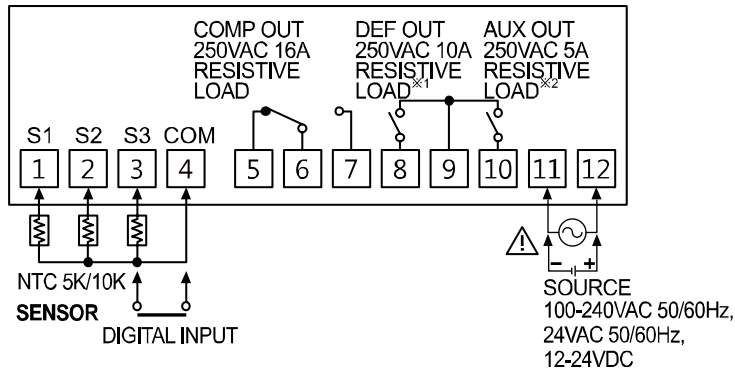 COMP OUT
250VAC 16A
RESISTIVE
LOAD
DEF OUT
250VAC 10A
RESISTIVE
LOAD※1
AUX OUT
250VAC 5A
RESISTIVE
LOAD※2
S1 S2 S3 COM
1 2 3 4 5 6 7 8 9 10 11 12
NTC 5K/10K
SENSOR
DIGITAL INPUT
− +
SOURCE
100-240VAC 50/60Hz,
24VAC 50/60Hz,
12-24VDC